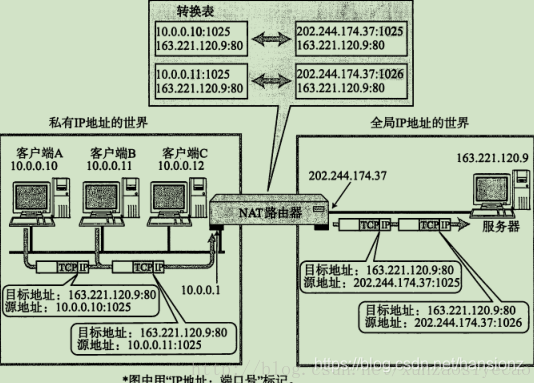 转换表
10.0.0.10:1025
163.221.120.9:80
202.244.174.37:1025
163.221.120.9:80
10.0.0.11:1025
163.221.120.9:80
202.244.174.37:1026
163.221.120.9:80
私有IP地址的世界
全局IP地址的世界
客户端A
10.0.0.10
客户端B
10.0.0.11
客户端C
10.0.0.12
163.221.120.9
202.244.174.37
NAT路由器
服务器
TCP IP
TCP IP
TCP IP
TCP IP
10.0.0.1
目标地址：163.221.120.9:80
源地址：10.0.0.10:1025
目标地址：163.221.120.9:80
源地址：10.0.0.11:1025
目标地址：163.221.120.9:80
源地址：202.244.174.37:1025
目标地址：163.221.120.9:80
源地址：202.244.174.37:1026
*图中用“IP地址：端口号”标记。
https://blog.csdn.net/hansionz